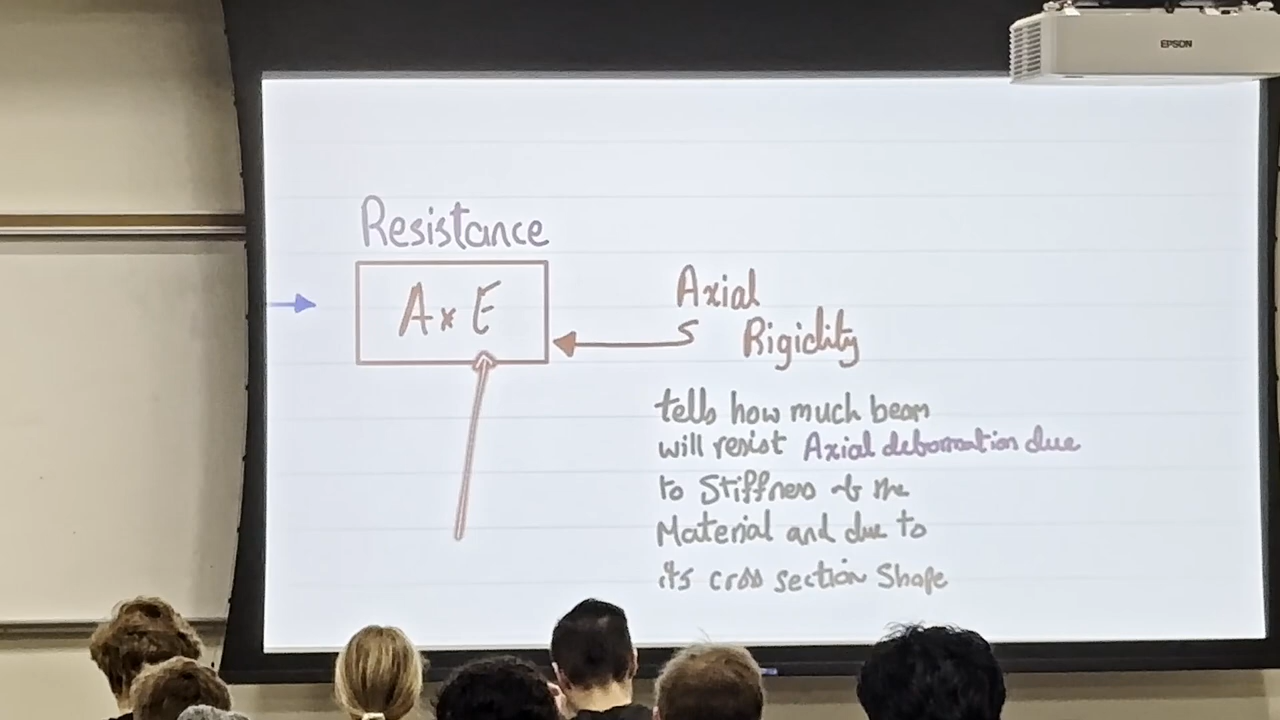 EPSON
Resistance
A x E
Axial
Rigidity
tells how much beam
will resist Axial deformation due
to Stiffness of the
Material and due to
its cross section Shape